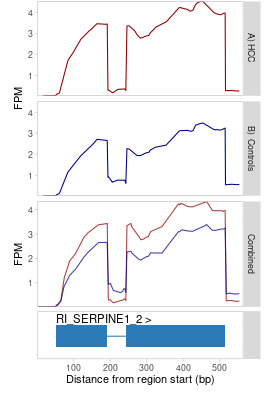 4
3
2
1
A) HCC
FPM
4
3
2
1
B) Controls
4
3
2
1
Combined
FPM
RI_SERPINE1_2 >
100 200 300 400 500
Distance from region start (bp)